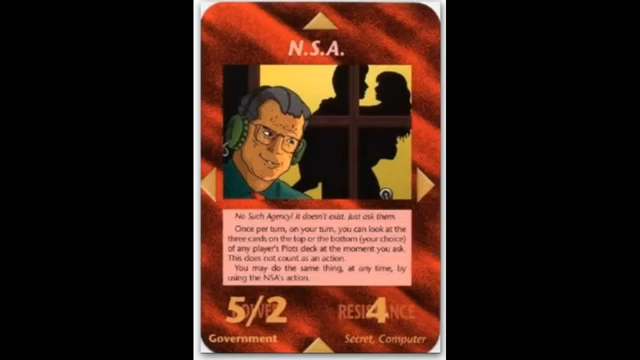 N.S.A.
No Such Agency! It doesn't exist. Just ask them.
Once per turn, on your turn, you can look at the
three cards on the top or the bottom (your choice)
of any player's Plots deck at the moment you ask.
This does not count as an action.
You may do the same thing, at any time, by
using the NSA's action.
POWER RESISTANCE
5/2 4
Government Secret, Computer